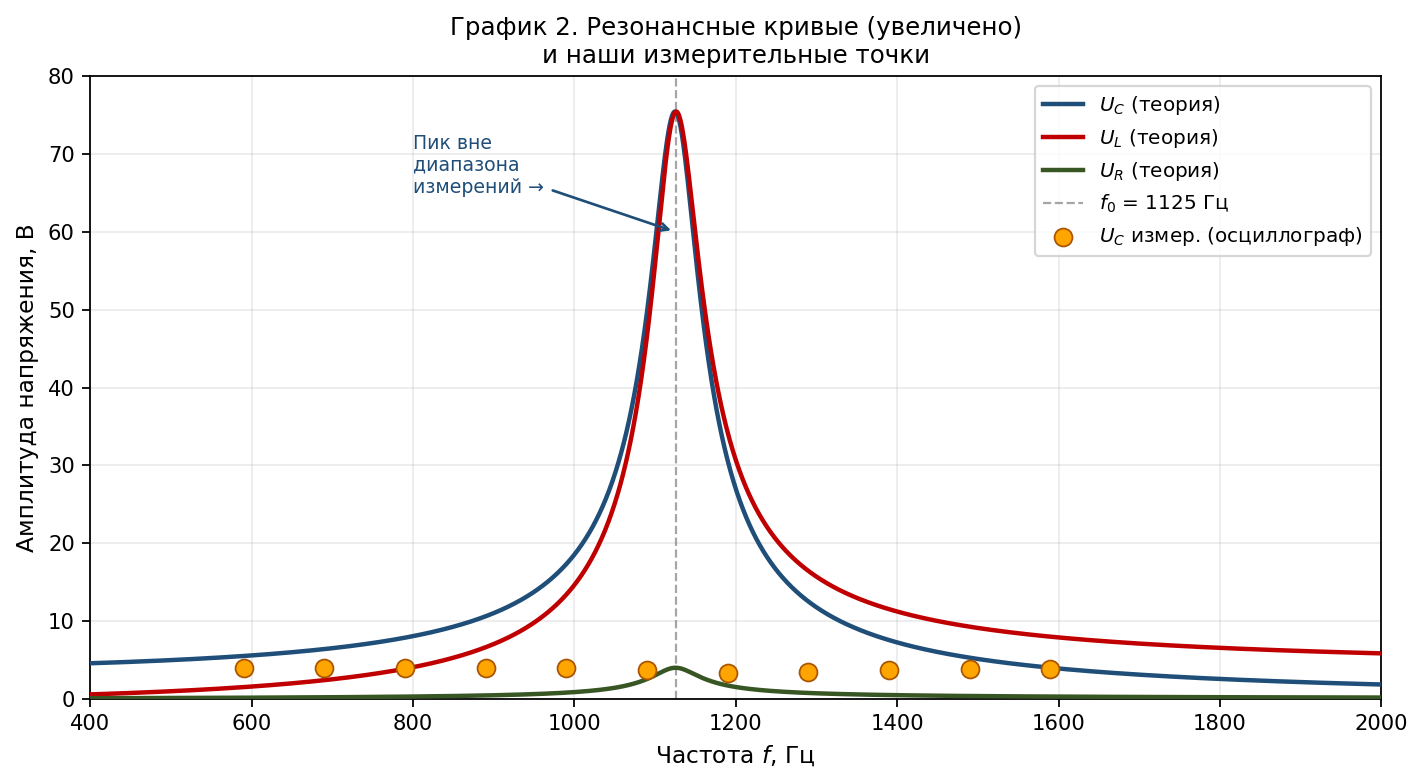 График 2. Резонансные кривые (увеличено)
и наши измерительные точки
Амплитуда напряжения, В
80
70
60
50
40
30
20
10
0
Пик вне
диапазона
измерений →
U_C (теория)
U_L (теория)
U_R (теория)
f_0 = 1125 Гц
U_C измер. (осциллограф)
400 600 800 1000 1200 1400 1600 1800 2000
Частота f, Гц